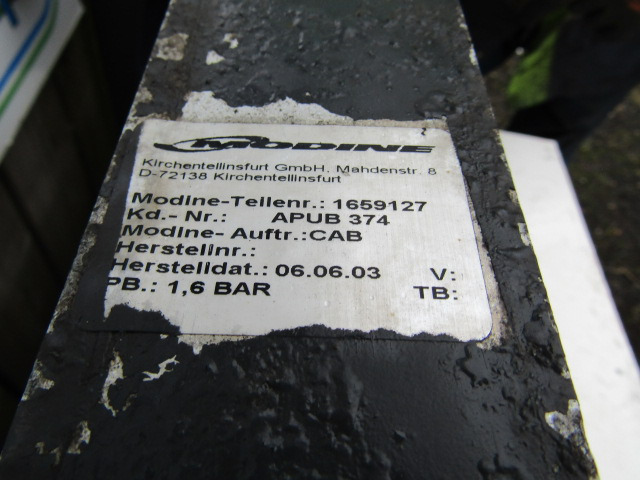 MODINE
Kirchentellinsfurt GmbH, Mahdenstr. 8
D-72138 Kirchentellinsfurt
Modine-Teilenr.: 1659127
Kd.- Nr.: APUB 374
Modine- Auftr.:CAB
Herstellnr.:
Herstelldat.: 06.06.03 V:
PB.: 1,6 BAR TB: